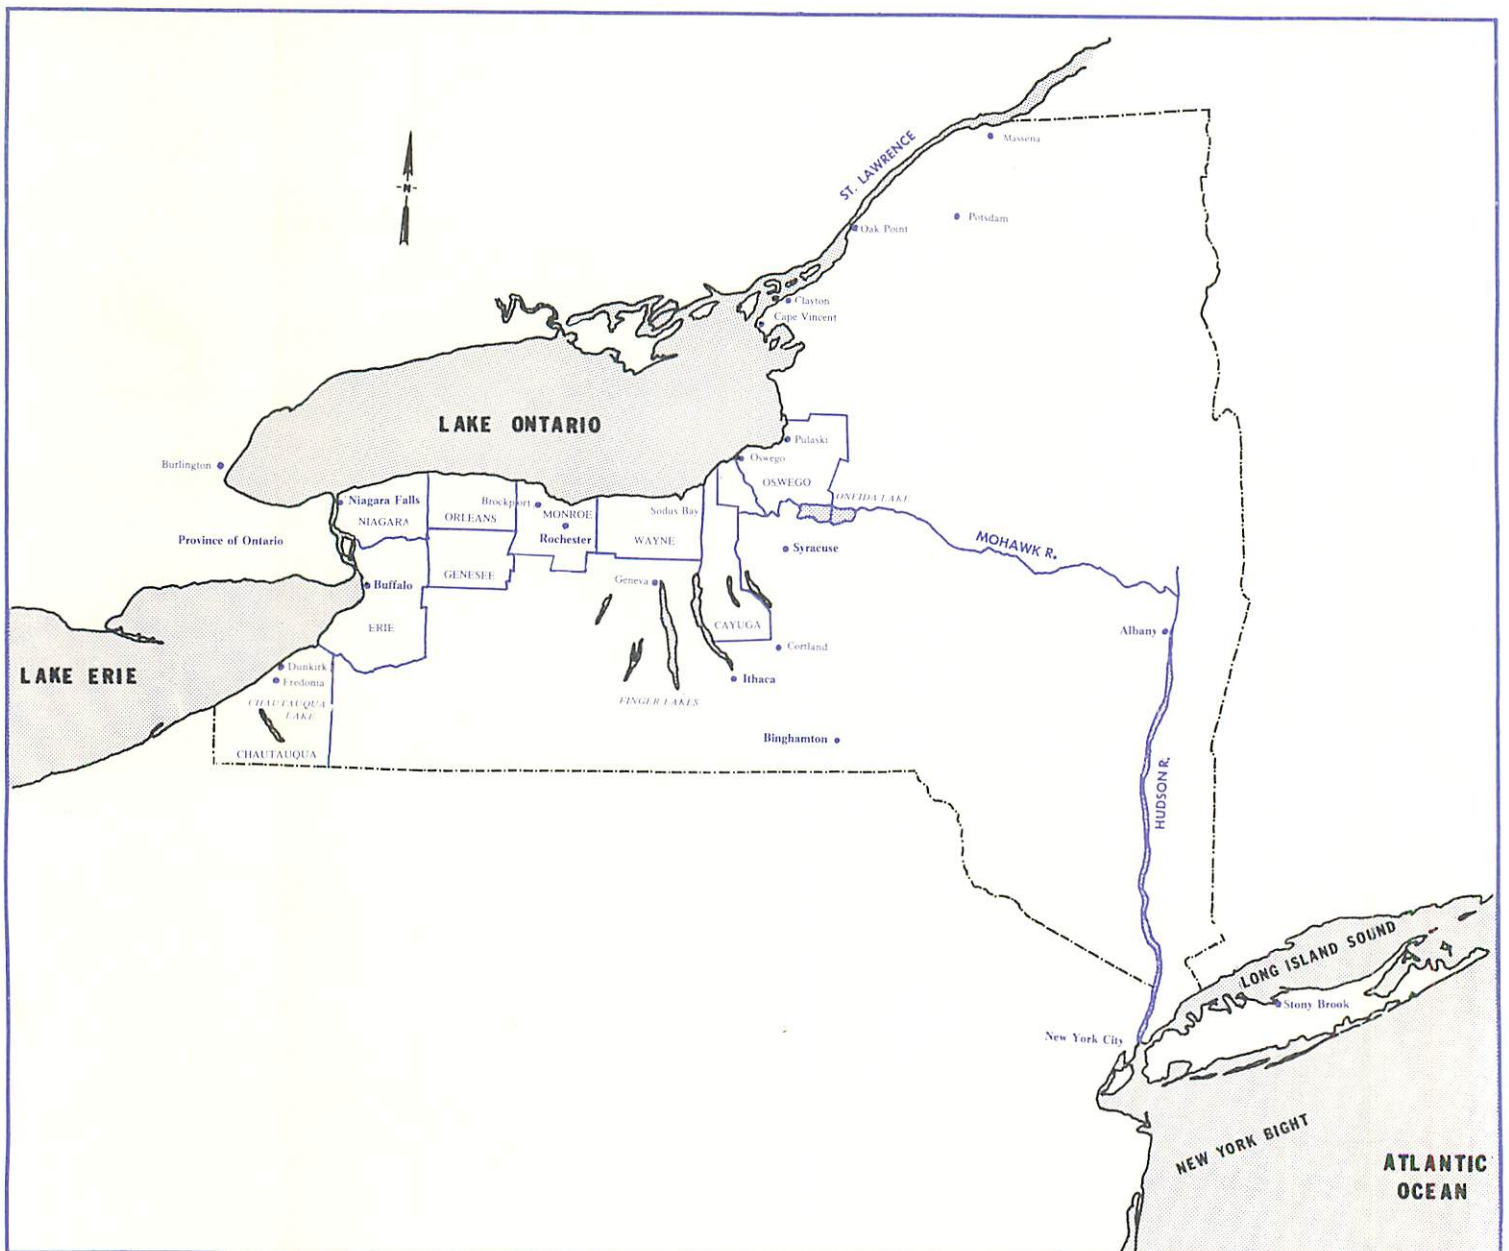 Massena
ST. LAWRENCE
-N-
Potsdam
Oak Point
Clayton
Cape Vincent
LAKE ONTARIO
Pulaski
Burlington
Oswego
OSWEGO
ONEIDA LAKE
Niagara Falls
Brockport
Sodus Bay
NIAGARA
ORLEANS
MONROE
Rochester
WAYNE
Province of Ontario
MOHAWK R.
Syracuse
GENESEE
Geneva
Buffalo
ERIE
CAYUGA
Albany
Cortland
LAKE ERIE
Dunkirk
Fredonia
Ithaca
CHAUTAUQUA
LAKE
FINGER LAKES
CHAUTAUQUA
Binghamton
HUDSON R.
LONG ISLAND SOUND
Stony Brook
New York City
NEW YORK BIGHT
ATLANTIC
OCEAN